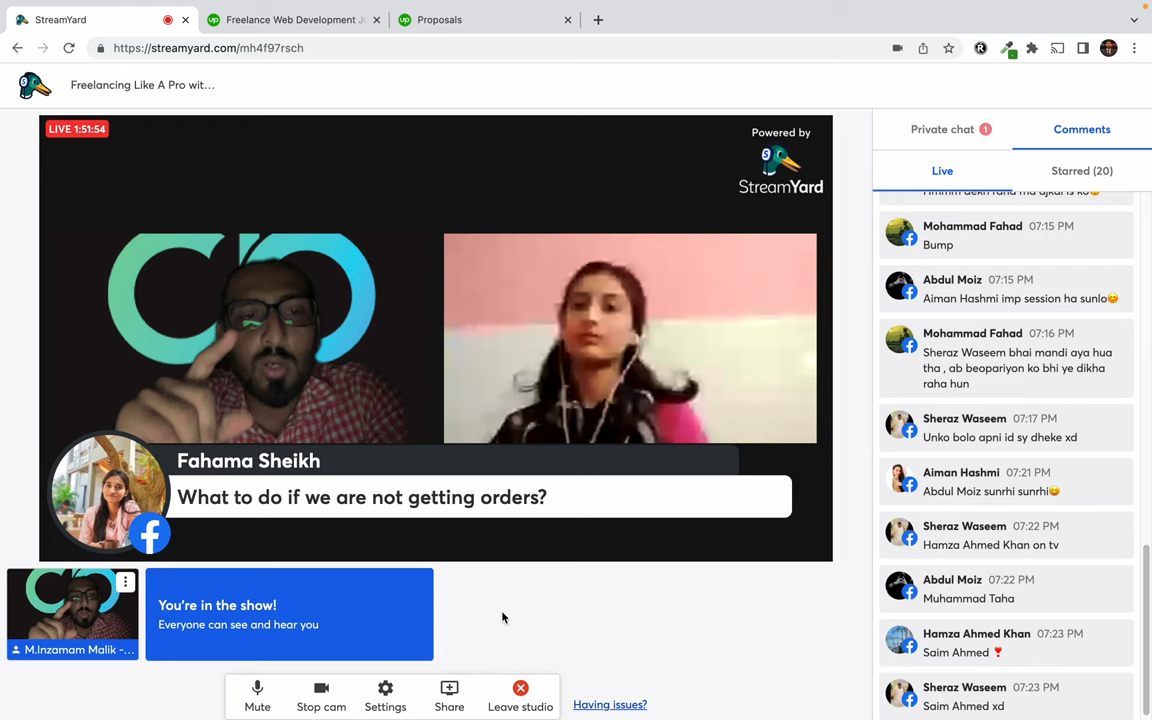 StreamYard
Freelance Web Development Jo
Proposals
https://streamyard.com/mh4f97rsch
Freelancing Like A Pro wit...
LIVE 1:51:54
Powered by
StreamYard
Fahama Sheikh
What to do if we are not getting orders?
M.Inzamam Malik -...
You're in the show!
Everyone can see and hear you
Mute
Stop cam
Settings
Share
Leave studio
Having issues?
Private chat 1
Comments
Live
Starred (20)
Mohammad Fahad 07:15 PM
Bump
Abdul Moiz 07:15 PM
Aiman Hashmi imp session ha sunlo😊
Mohammad Fahad 07:16 PM
Sheraz Waseem bhai mandi aya hua
tha , ab beopariyon ko bhi ye dikha
raha hun
Sheraz Waseem 07:17 PM
Unko bolo apni id sy dheke xd
Aiman Hashmi 07:21 PM
Abdul Moiz sunrhi sunrhi😄
Sheraz Waseem 07:22 PM
Hamza Ahmed Khan on tv
Abdul Moiz 07:22 PM
Muhammad Taha
Hamza Ahmed Khan 07:23 PM
Saim Ahmed ❣
Sheraz Waseem 07:23 PM
Saim Ahmed xd